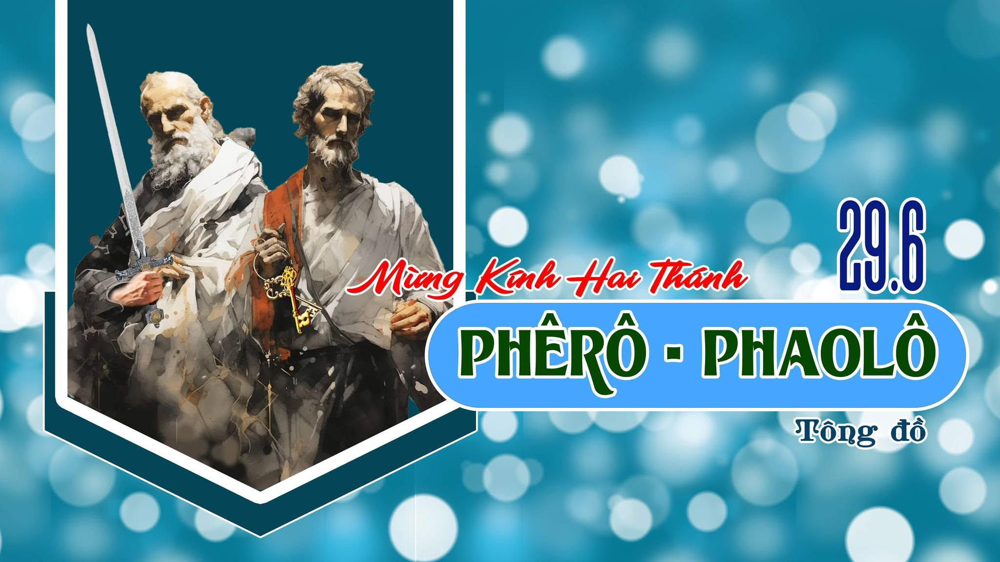 29.6
Mừng Kính Hai Thánh
PHÊRÔ - PHAOLÔ
Tông đồ